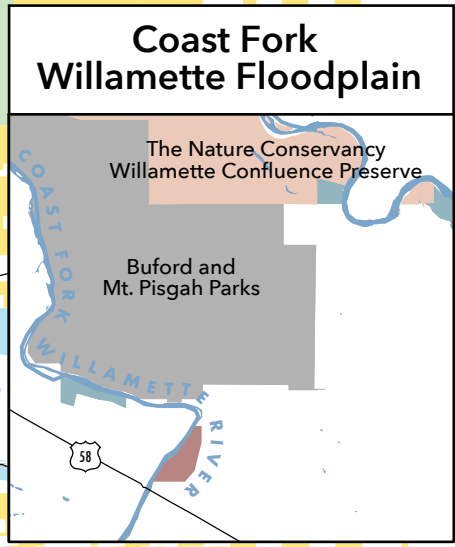 Coast Fork
Willamette Floodplain
The Nature Conservancy
Willamette Confluence Preserve
COAST FORK
WILLAMETTE RIVER
Buford and
Mt. Pisgah Parks
58